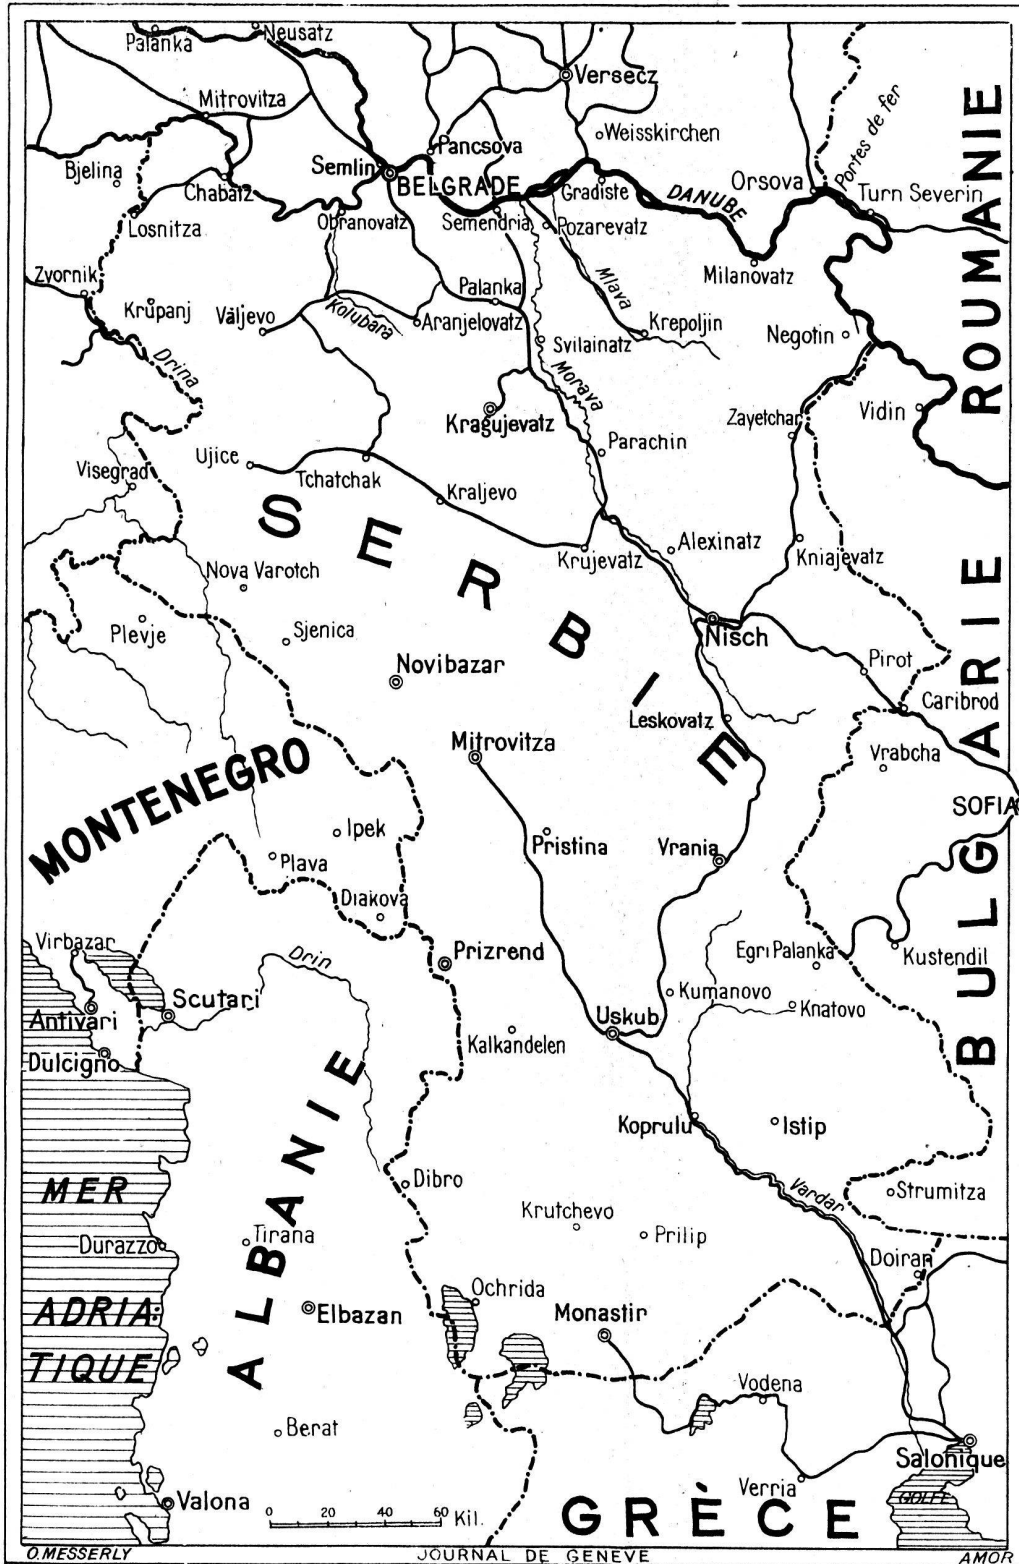 Palanka
Neusatz
Versecz
Mitrovitza
Weisskirchen
Portes de fer
Pancsova
Semlin
BELGRADE
Bjelina
Chabatz
Gradiste
DANUBE
Orsova
Turn Severin
Losnitza
Obranovatz
Semendria
Pozarevatz
Milanovatz
ROUMANIE
Zvornik
Krupanj
Väljevo
Kolubara
Palanka
Aranjelovatz
Mlava
Krepoljin
Negotin
Svilainatz
Drina
Morava
Kragujevatz
Zayetchar
Vidin
Parachin
Visegrad
Ujice
Tchatchak
Kraljevo
SERBIE
Krujevatz
Alexinatz
Kniajevatz
Nova Varotch
Plevje
Sjenica
Nisch
Novibazar
Pirot
Caribrod
Leskovatz
Mitrovitza
Vrabcha
MONTENEGRO
SOFIA
BULGARIE
Ipek
Pristina
Vrania
Plava
Diakova
Virbazar
Drin
Prizrend
Egri Palanka
Kustendil
Scutari
Antivari
Kumanovo
Knatovo
Uskub
Kalkandelen
Dulcigno
ALBANIE
Koprulu
Istip
MER
ADRIA-
TIQUE
Dibro
Vardar
Strumitza
Krutchevo
Prilip
Tirana
Durazzo
Doiran
Ochrida
Elbazan
Monastir
Vodena
Berat
Salonique
Verria
GOLFE
Valona
0 20 40 60 Kil.
GRÈCE
O. MESSERLY
JOURNAL DE GENEVE
AMOR